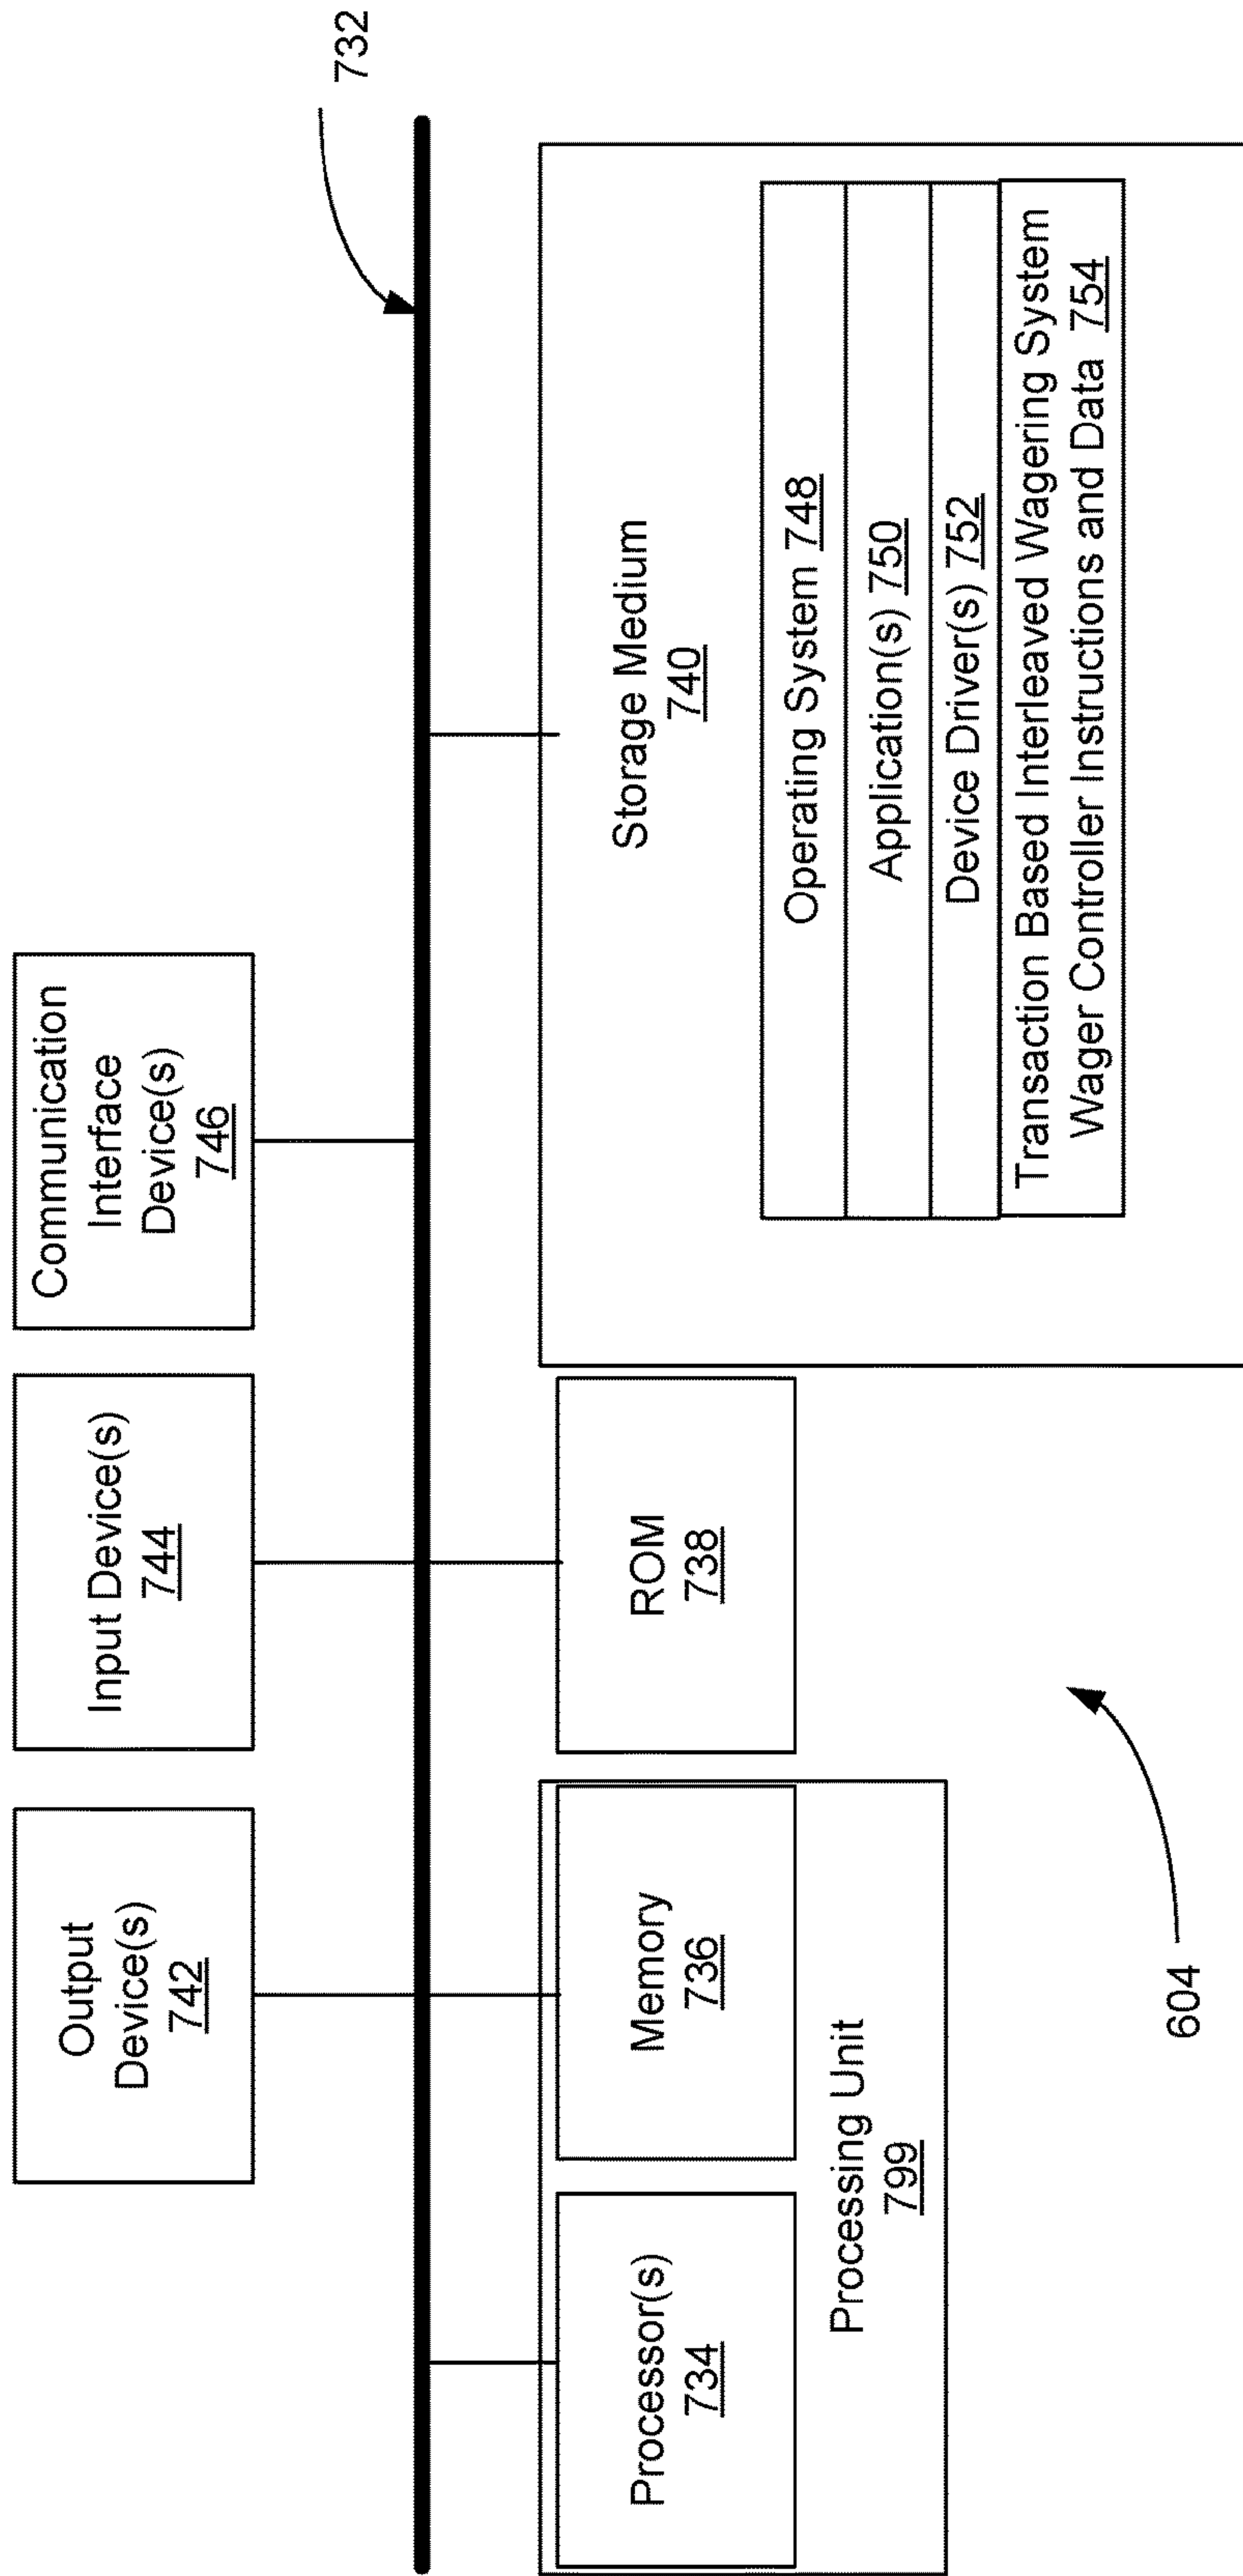 732
Output
Device(s)
742
Input Device(s)
744
Communication
Interface
Device(s)
746
Processor(s)
734
Memory
736
Processing Unit
799
ROM
738
Storage Medium
740
Operating System 748
Application(s) 750
Device Driver(s) 752
Transaction Based Interleaved Wagering System
Wager Controller Instructions and Data 754
604